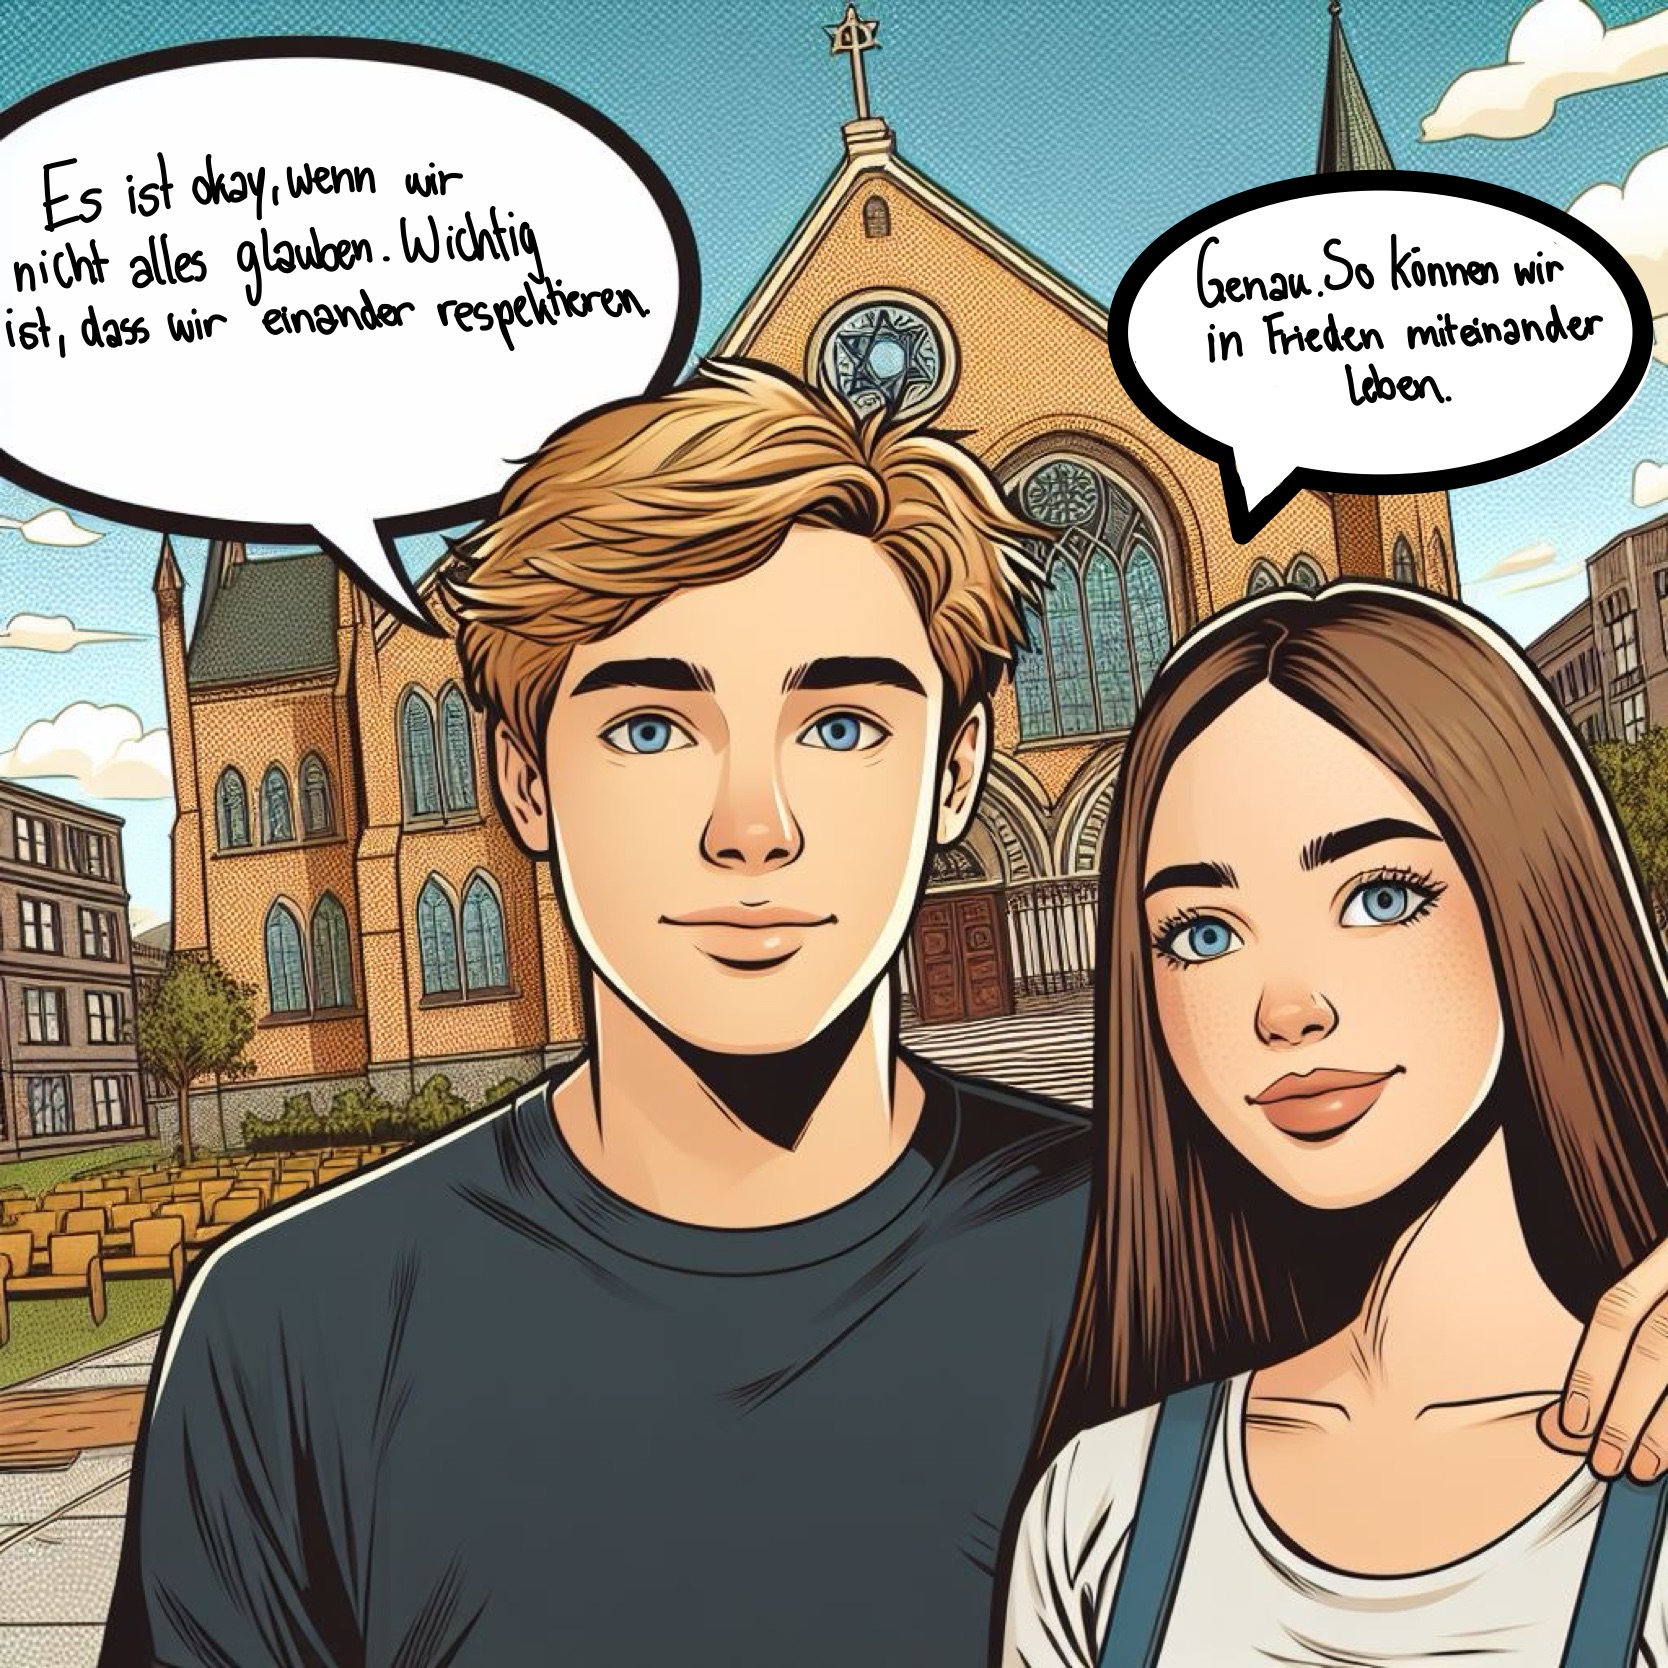 Es ist okay, wenn wir
nicht alles glauben. Wichtig
ist, dass wir einander respektieren.
Genau. So können wir
in Frieden miteinander
leben.